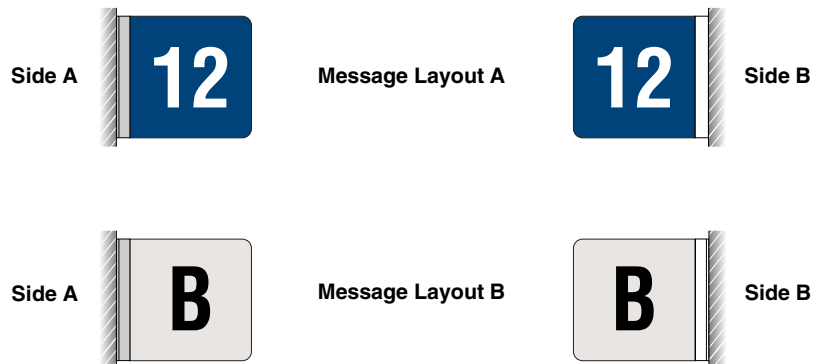 12
Side A
Message Layout A
12
Side B
B
Side A
Message Layout B
B
Side B